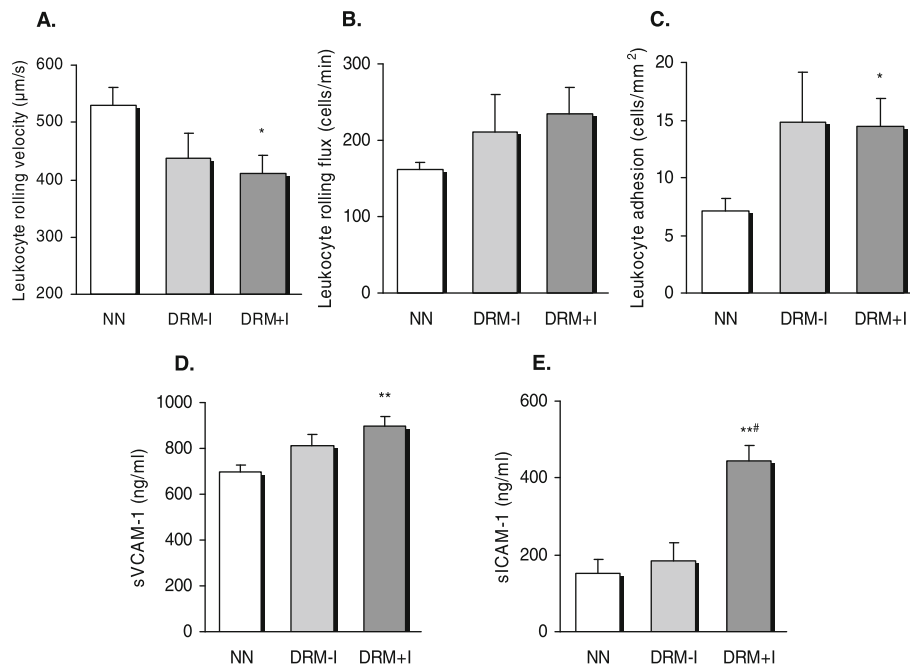 A.
Leukocyte rolling velocity (μm/s)
600
500
400
300
200
*
NN DRM-I DRM+I
B.
Leukocyte rolling flux (cells/min)
300
200
100
0
NN DRM-I DRM+I
C.
Leukocyte adhesion (cells/mm²)
20
15
10
5
0
*
NN DRM-I DRM+I
D.
sVCAM-1 (ng/ml)
1000
800
600
400
200
0
**
NN DRM-I DRM+I
E.
sICAM-1 (ng/ml)
600
400
200
0
**#
NN DRM-I DRM+I